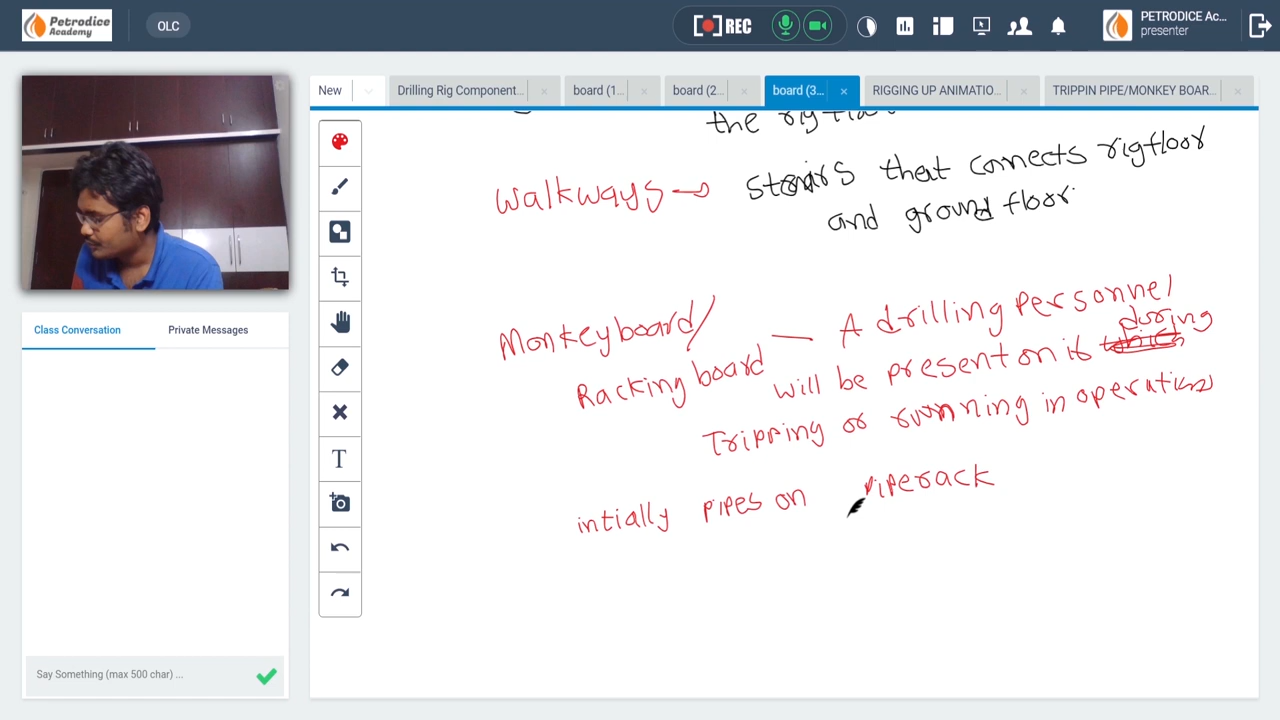 Petrodice
Academy
OLC
REC
PETRODICE Ac...
presenter
New
Drilling Rig Component...
board (1...
board (2...
board (3...
RIGGING UP ANIMATIO...
TRIPPIN PIPE/MONKEY BOAR...
the rigfloor
Walkways → stairs that connects rigfloor
and ground floor
Monkeyboard/
Racking board — A drilling Personnel
will be present on it during
Tripping or running in operations
intially pipes on piperack
Class Conversation
Private Messages
Say Something (max 500 char) ...
T